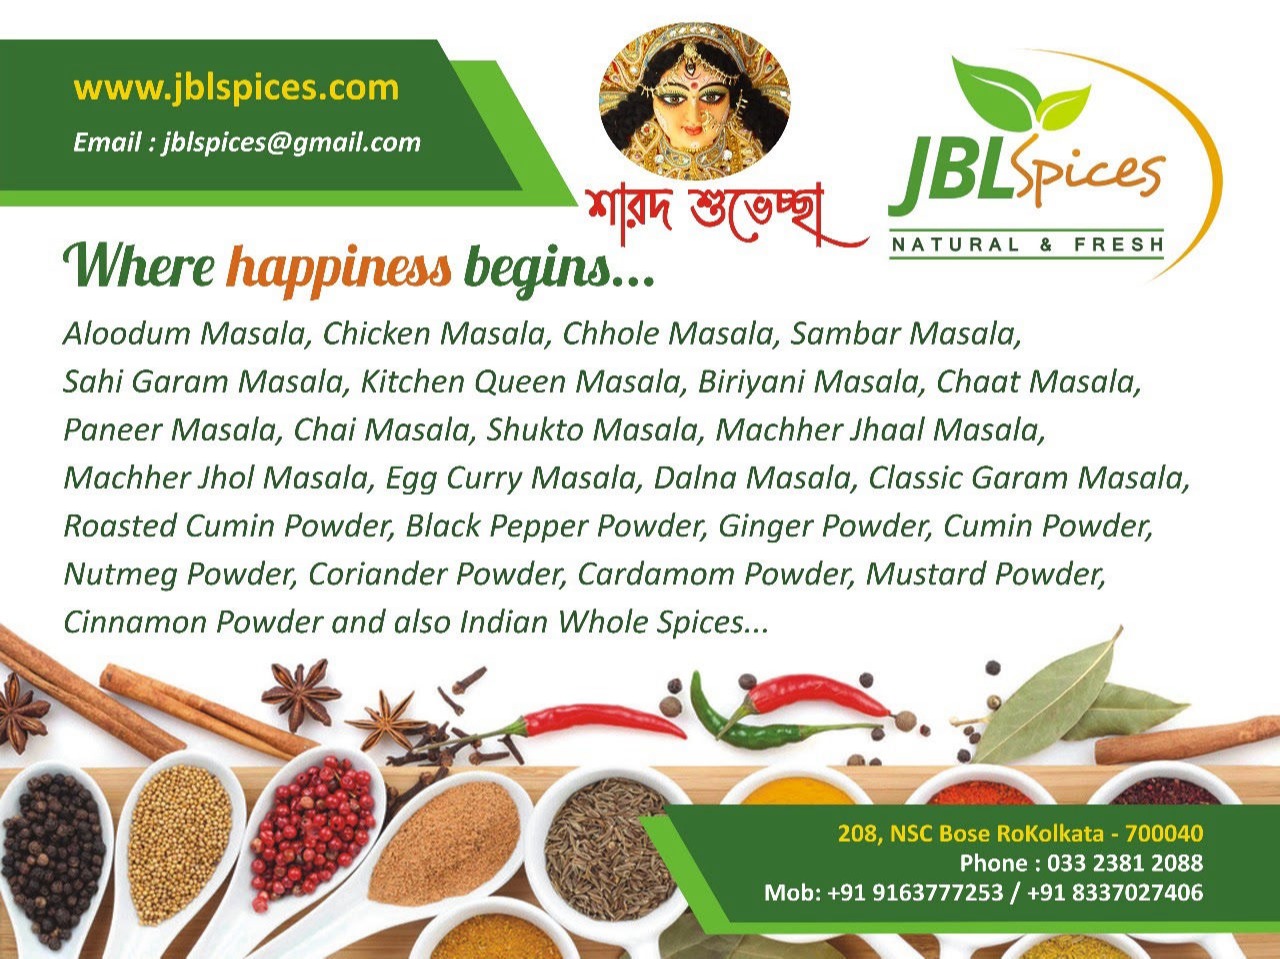 www.jblspices.com
Email : jblspices@gmail.com
শারদ শুভেচ্ছা
JBL Spices
NATURAL & FRESH
Where happiness begins...
Aloodum Masala, Chicken Masala, Chhole Masala, Sambar Masala,
Sahi Garam Masala, Kitchen Queen Masala, Biriyani Masala, Chaat Masala,
Paneer Masala, Chai Masala, Shukto Masala, Machher Jhaal Masala,
Machher Jhol Masala, Egg Curry Masala, Dalna Masala, Classic Garam Masala,
Roasted Cumin Powder, Black Pepper Powder, Ginger Powder, Cumin Powder,
Nutmeg Powder, Coriander Powder, Cardamom Powder, Mustard Powder,
Cinnamon Powder and also Indian Whole Spices...
208, NSC Bose RoKolkata - 700040
Phone : 033 2381 2088
Mob: +91 9163777253 / +91 8337027406